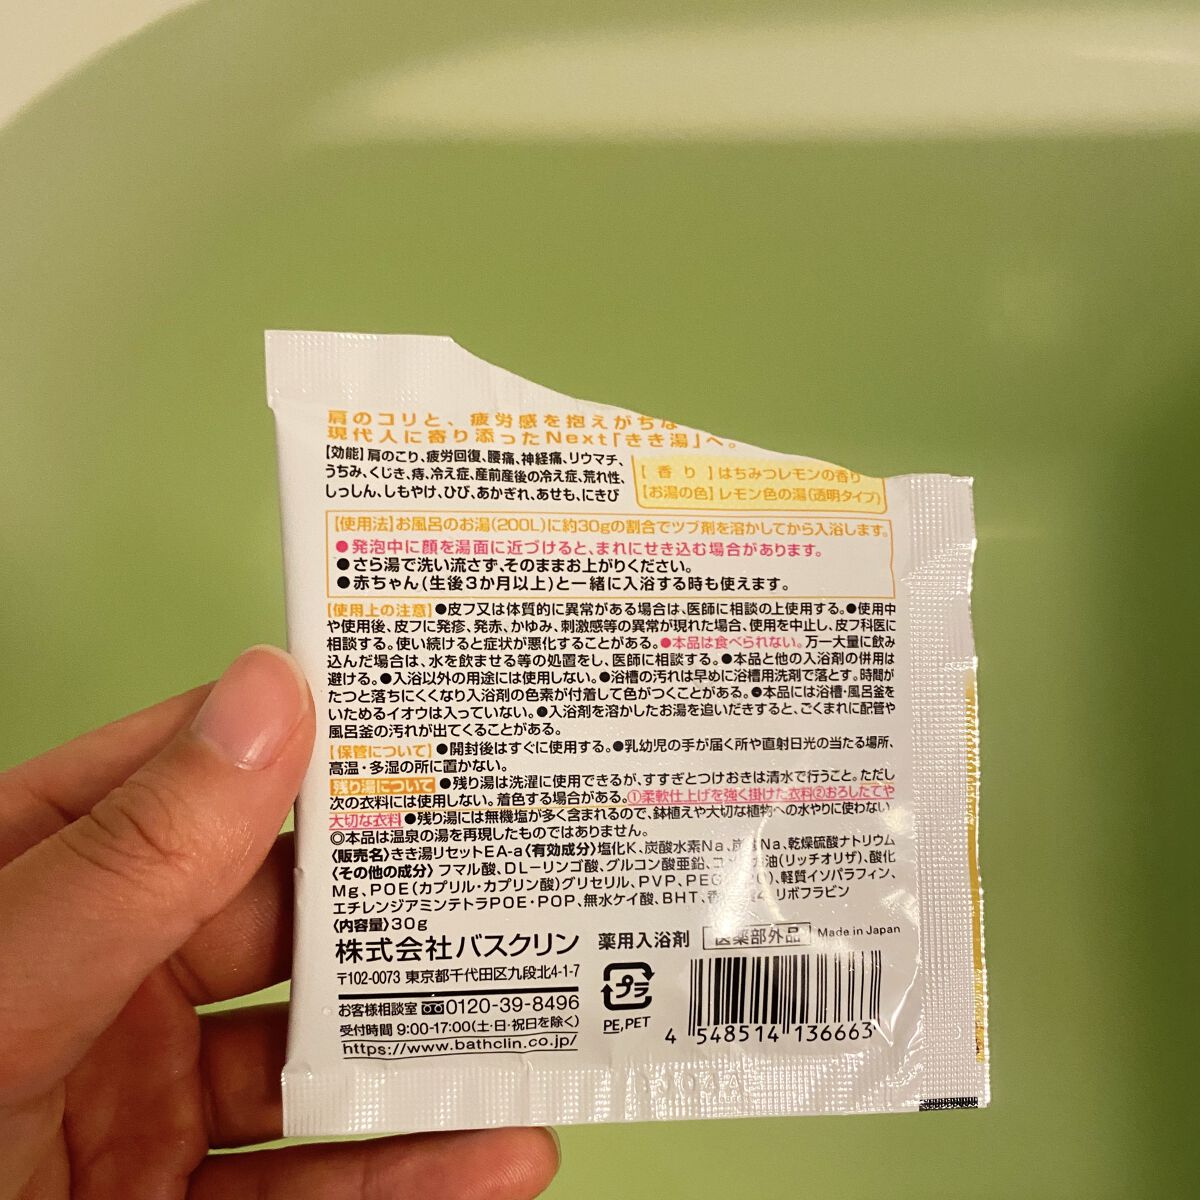 肩のコリと、疲労感を抱えがちな
現代人に寄り添ったNext「きき湯」へ。
【効能】肩のこり、疲労回復、腰痛、神経痛、リウマチ、
うちみ、くじき、痔、冷え症、産前産後の冷え症、荒れ性、
しっしん、しもやけ、ひび、あかぎれ、あせも、にきび
【香り】はちみつレモンの香り
【お湯の色】レモン色の湯(透明タイプ)
【使用法】お風呂のお湯(200L)に約30gの割合でツブ剤を溶かしてから入浴します。
●発泡中に顔を湯面に近づけると、まれにせき込む場合があります。
●さら湯で洗い流さず、そのままお上がりください。
●赤ちゃん(生後3か月以上)と一緒に入浴する時も使えます。
【使用上の注意】●皮フ又は体質的に異常がある場合は、医師に相談の上使用する。●使用中
や使用後、皮フに発疹、発赤、かゆみ、刺激感等の異常が現れた場合、使用を中止し、皮フ科医に
相談する。使い続けると症状が悪化することがある。●本品は食べられない。万一大量に飲み
込んだ場合は、水を飲ませる等の処置をし、医師に相談する。●本品と他の入浴剤の併用は
避ける。●入浴以外の用途には使用しない。●浴槽の汚れは早めに浴槽用洗剤で落とす。時間が
たつと落ちにくくなり入浴剤の色素が付着して色がつくことがある。●本品には浴槽・風呂釜を
いためるイオウは入っていない。●入浴剤を溶かしたお湯を追いだきすると、ごくまれに配管や
風呂釜の汚れが出てくることがある。
【保管について】●開封後はすぐに使用する。●乳幼児の手が届く所や直射日光の当たる場所、
高温・多湿の所に置かない。
残り湯について ●残り湯は洗濯に使用できるが、すすぎとつけおきは清水で行うこと。ただし
次の衣料には使用しない。着色する場合がある。①柔軟仕上げを強く掛けた衣料②おろしたてや
大切な衣料 ●残り湯には無機塩が多く含まれるので、鉢植えや大切な植物への水やりに使わない
◎本品は温泉の湯を再現したものではありません。
〈販売名〉きき湯リセットEA-a〈有効成分〉塩化K、炭酸水素Na、炭酸Na、乾燥硫酸ナトリウム
〈その他の成分〉フマル酸、DL-リンゴ酸、グルコン酸亜鉛、コメヌカ油(リッチオリザ)、酸化
Mg、POE(カプリル・カプリン酸)グリセリル、PVP、PEG、軽質イソパラフィン、
エチレンジアミンテトラPOE・POP、無水ケイ酸、BHT、香料、リボフラビン
〈内容量〉30g
株式会社バスクリン 薬用入浴剤 医薬部外品 Made in Japan
〒102-0073 東京都千代田区九段北4-1-7
お客様相談室 0120-39-8496
受付時間 9:00-17:00(土・日・祝日を除く)
https://www.bathclin.co.jp/
プラ
PE,PET
4 548514 136663